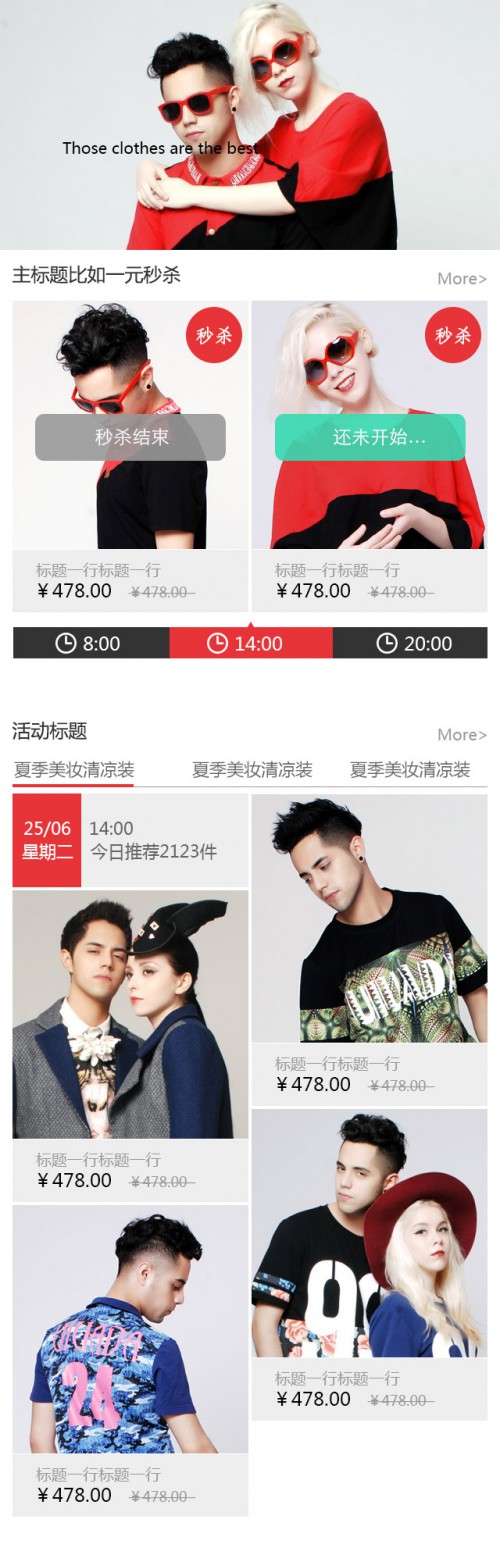 Those clothes are the best
主标题比如一元秒杀
More>
秒杀
秒杀
秒杀结束
还未开始...
标题一行标题一行
¥478.00 ¥478.00
标题一行标题一行
¥478.00 ¥478.00
8:00
14:00
20:00
活动标题
More>
夏季美妆清凉装
夏季美妆清凉装
夏季美妆清凉装
25/06
星期二
14:00
今日推荐2123件
标题一行标题一行
¥478.00 ¥478.00
标题一行标题一行
¥478.00 ¥478.00
24
标题一行标题一行
¥478.00 ¥478.00
标题一行标题一行
¥478.00 ¥478.00